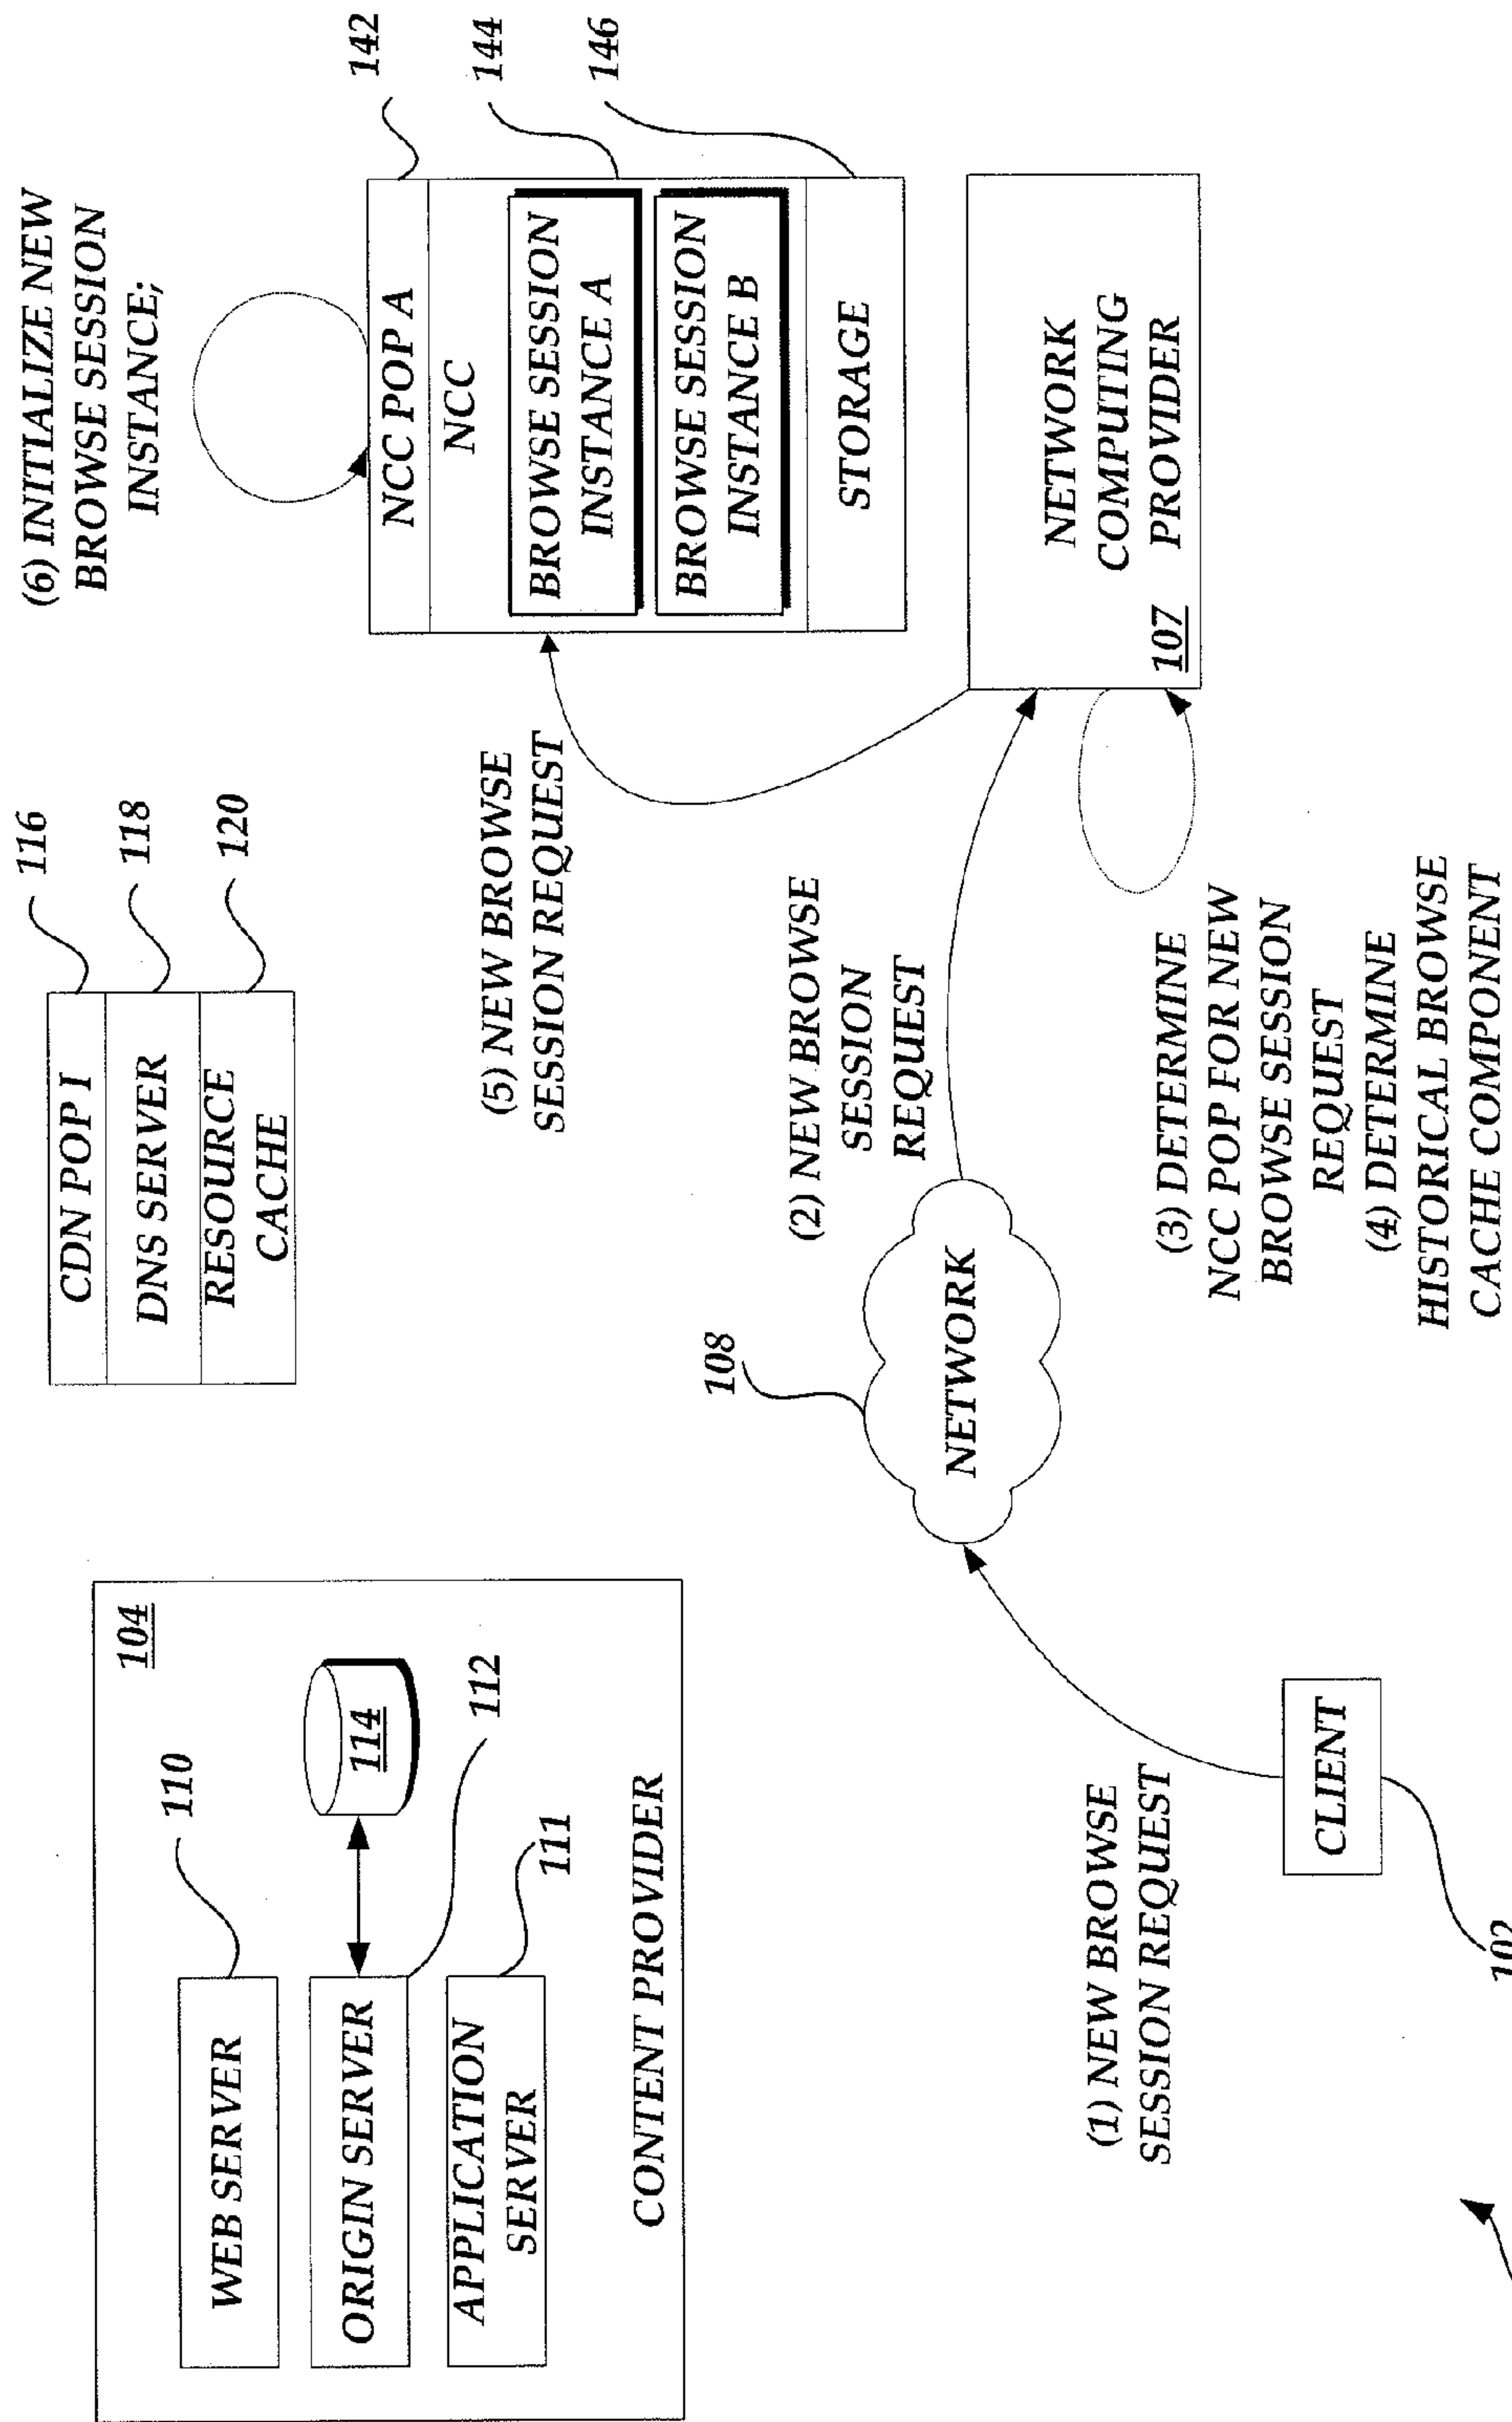 104
WEB SERVER
110
ORIGIN SERVER
114
112
APPLICATION
SERVER
111
CONTENT PROVIDER
CDN POP I
DNS SERVER
RESOURCE
CACHE
116
118
120
(6) INITIALIZE NEW
BROWSE SESSION
INSTANCE;
NCC POP A
NCC
BROWSE SESSION
INSTANCE A
BROWSE SESSION
INSTANCE B
STORAGE
142
144
146
(5) NEW BROWSE
SESSION REQUEST
108
NETWORK
(2) NEW BROWSE
SESSION
REQUEST
NETWORK
COMPUTING
PROVIDER
107
(1) NEW BROWSE
SESSION REQUEST
CLIENT
102
(3) DETERMINE
NCC POP FOR NEW
BROWSE SESSION
REQUEST
(4) DETERMINE
HISTORICAL BROWSE
CACHE COMPONENT